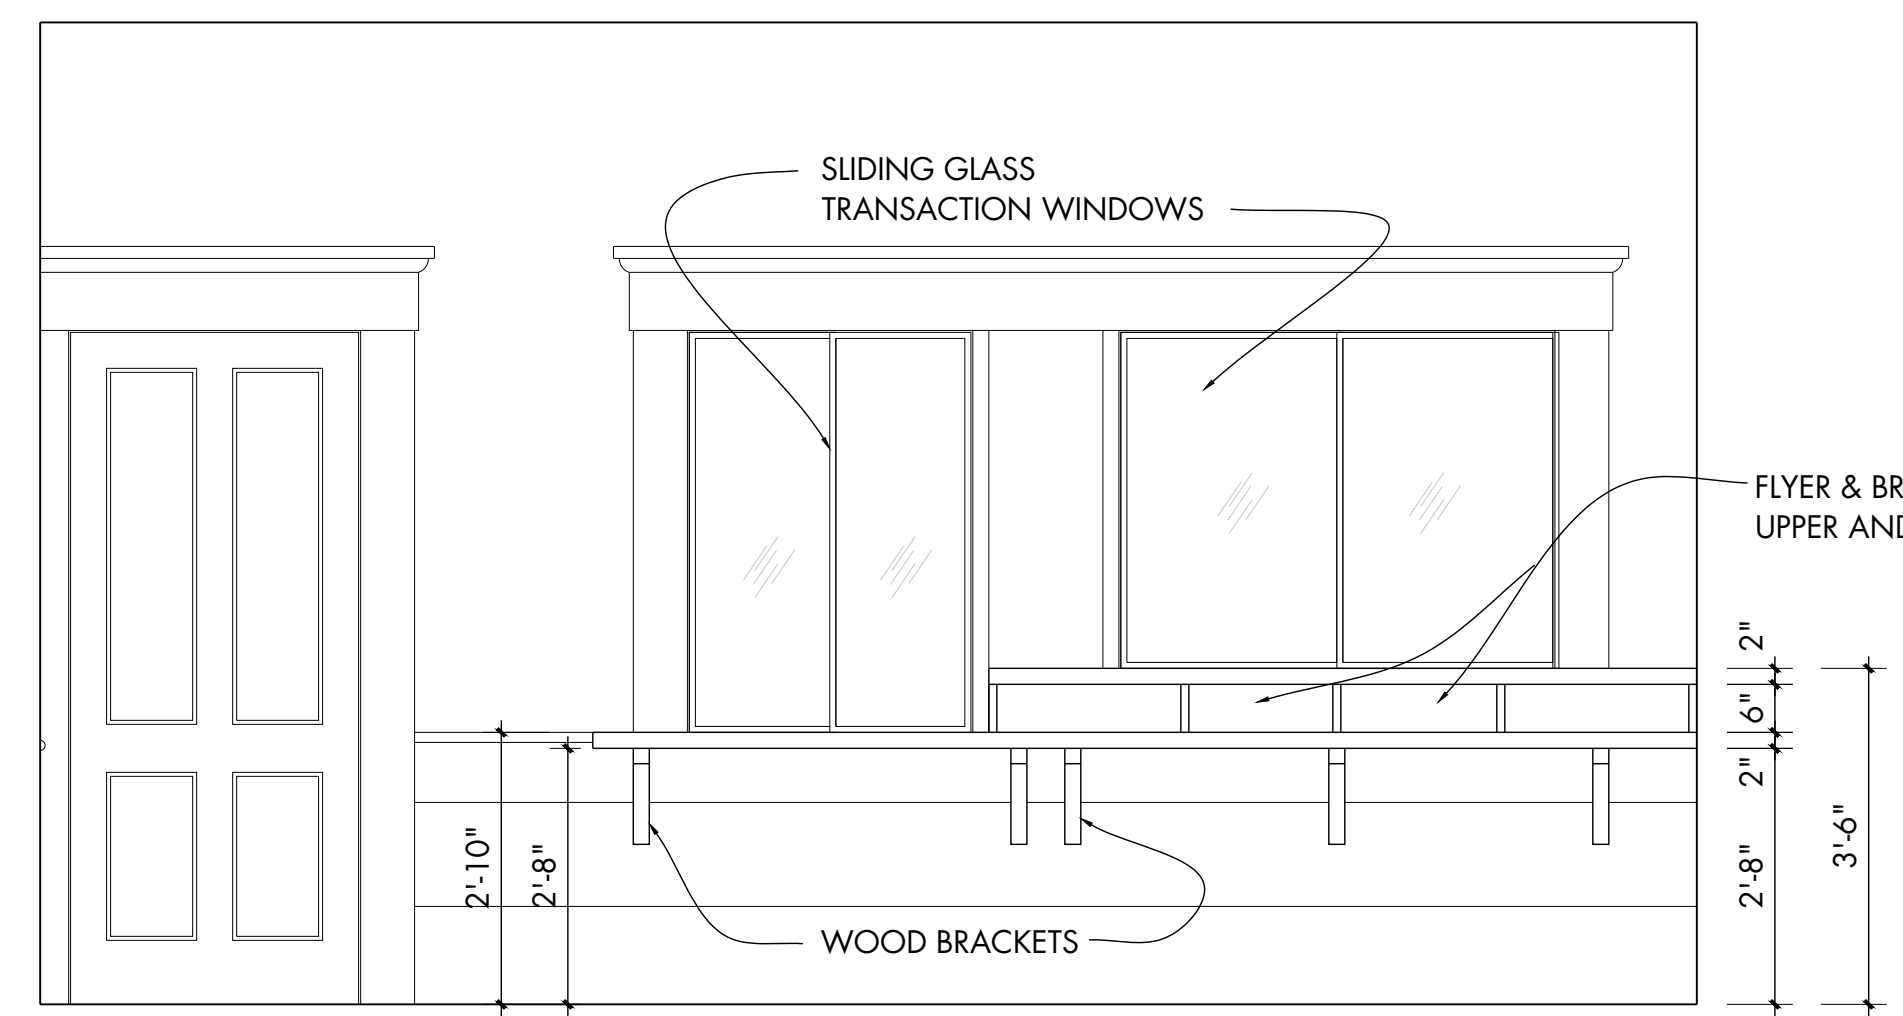 SLIDING GLASS
TRANSACTION WINDOWS
FLYER & BR
UPPER AND
2"
6"
2"
2'-8"
3'-6"
2'-10"
2'-8"
WOOD BRACKETS